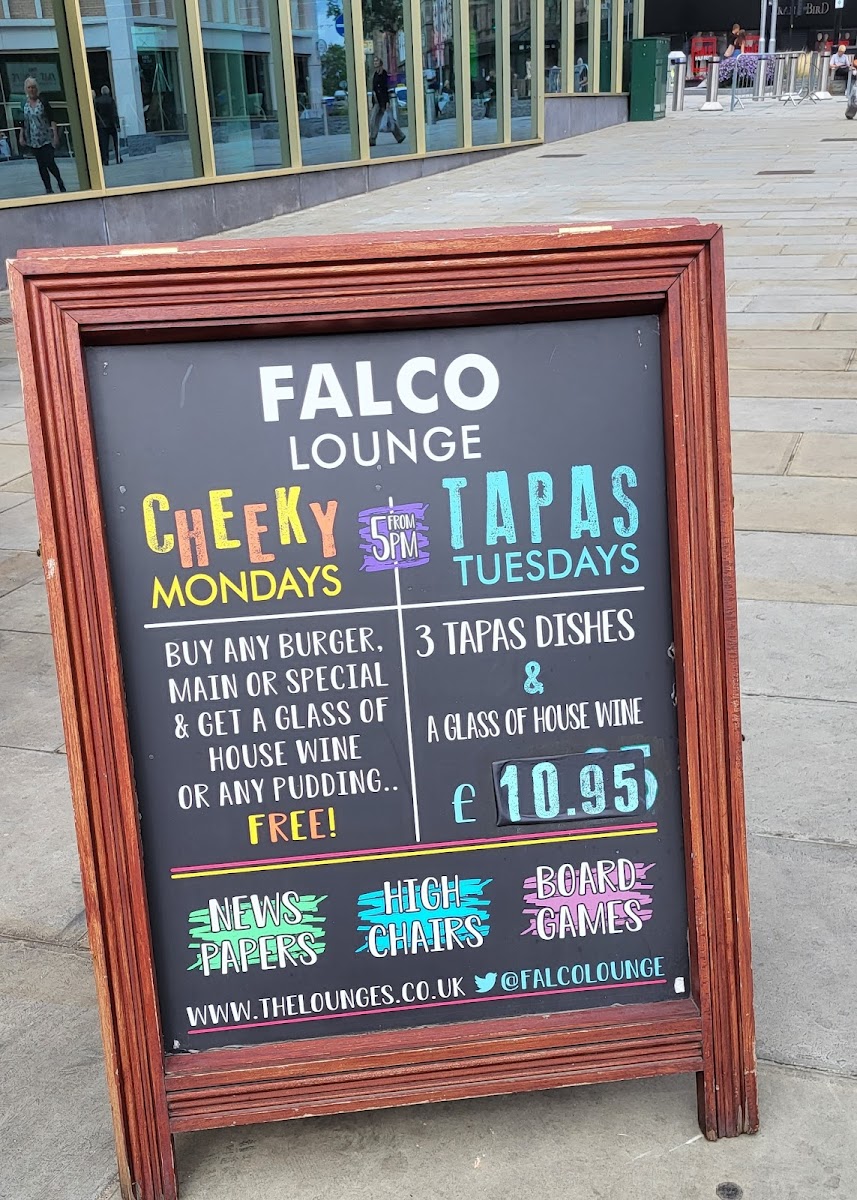 FALCO
LOUNGE
CHEEKY
MONDAYS
FROM
5PM
TAPAS
TUESDAYS
BUY ANY BURGER,
MAIN OR SPECIAL
& GET A GLASS OF
HOUSE WINE
OR ANY PUDDING..
FREE!
3 TAPAS DISHES
&
A GLASS OF HOUSE WINE
£ 10.95
NEWS
PAPERS
HIGH
CHAIRS
BOARD
GAMES
WWW.THELOUNGES.CO.UK @FALCOLOUNGE